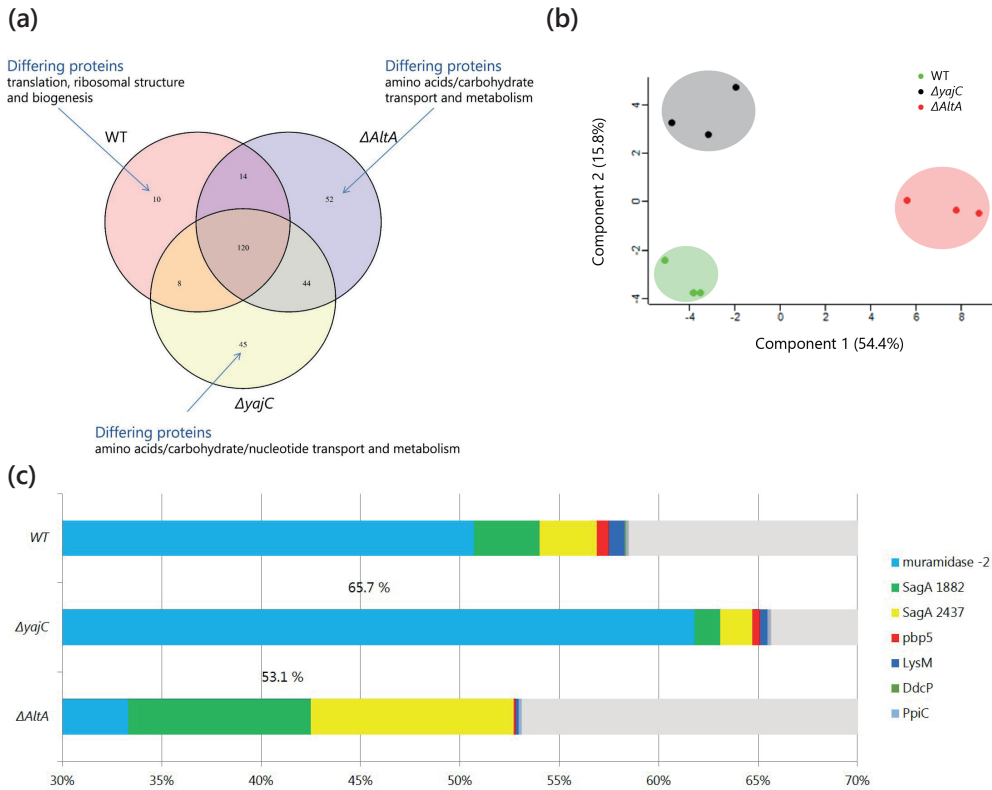 (a)
Differing proteins
translation, ribosomal structure
and biogenesis
Differing proteins
amino acids/carbohydrate
transport and metabolism
WT
ΔAltA
10
14
52
120
8
44
45
ΔyajC
Differing proteins
amino acids/carbohydrate/nucleotide transport and metabolism
(b)
WT
ΔyajC
ΔAltA
Component 2 (15.8%)
4
2
0
-2
-4
-4
-2
0
2
4
6
8
Component 1 (54.4%)
(c)
WT
65.7 %
ΔyajC
53.1 %
ΔAltA
30%
35%
40%
45%
50%
55%
60%
65%
70%
muramidase -2
SagA 1882
SagA 2437
pbp5
LysM
DdcP
PpiC